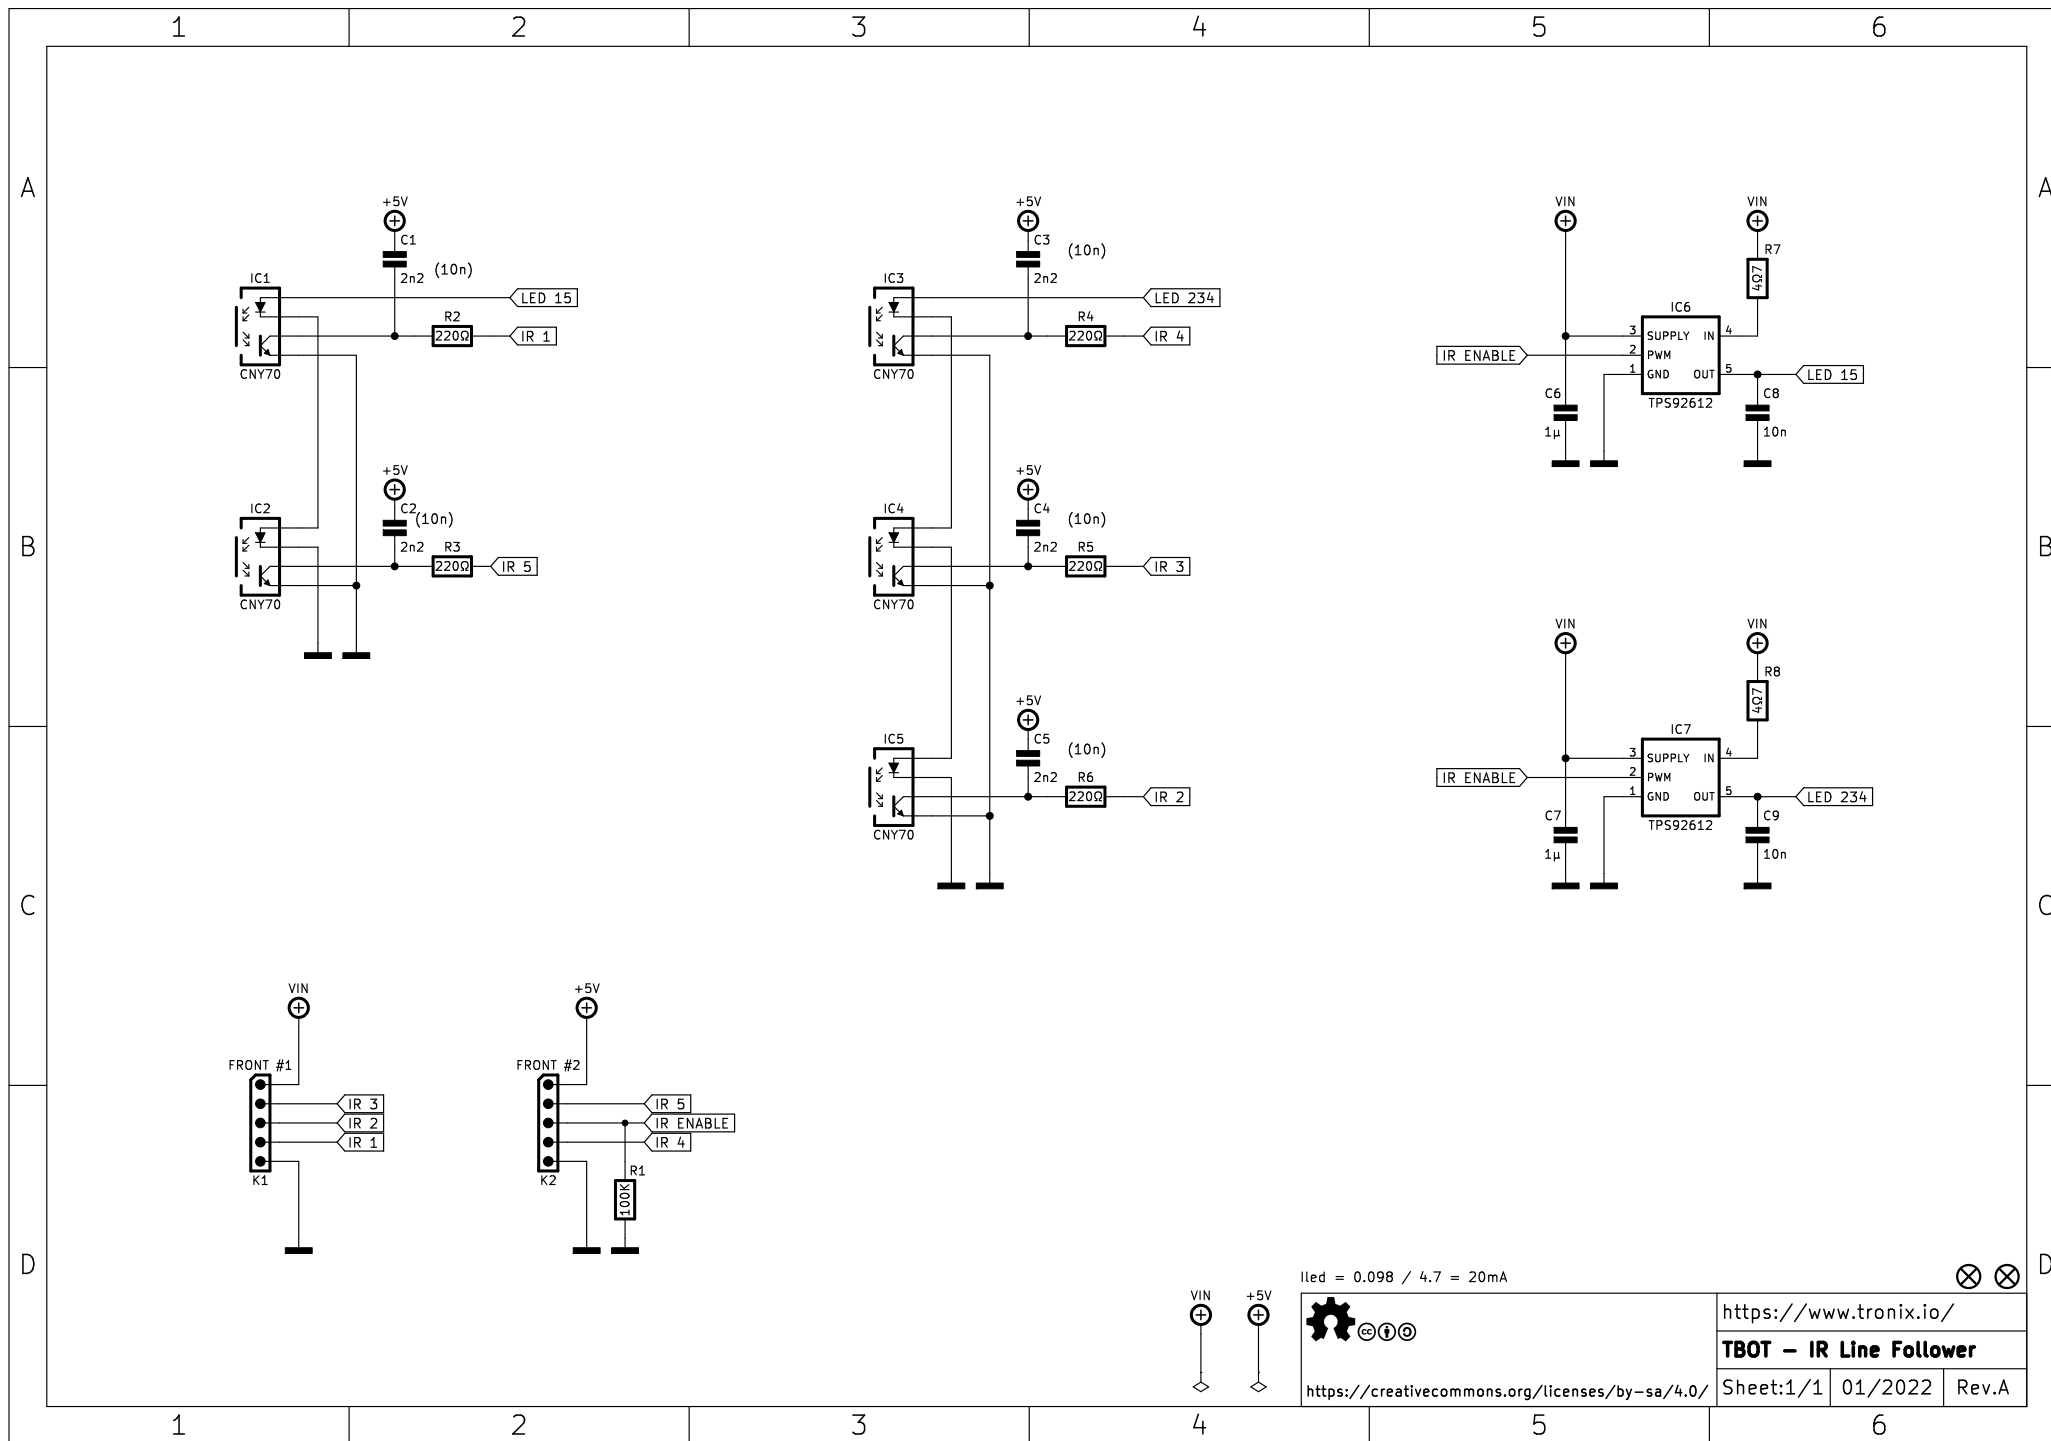 1 2 3 4 5 6
A A
+5V
C1
2n2
(10n)
IC1
CNY70
LED 15
R2
220Ω
IR 1
+5V
C3
2n2
(10n)
IC3
CNY70
LED 234
R4
220Ω
IR 4
VIN
VIN
R7
4Ω7
IC6
3 SUPPLY IN 4
2 PWM
1 GND OUT 5
TPS92612
IR ENABLE
LED 15
C6
1µ
C8
10n
B B
+5V
C2
2n2
(10n)
IC2
CNY70
R3
220Ω
IR 5
+5V
C4
2n2
(10n)
IC4
CNY70
R5
220Ω
IR 3
VIN
VIN
R8
4Ω7
IC7
3 SUPPLY IN 4
2 PWM
1 GND OUT 5
TPS92612
IR ENABLE
LED 234
C7
1µ
C9
10n
+5V
C5
2n2
(10n)
IC5
CNY70
R6
220Ω
IR 2
C C
VIN
FRONT #1
IR 3
IR 2
IR 1
K1
+5V
FRONT #2
IR 5
IR ENABLE
IR 4
K2
R1
100K
D D
VIN +5V
Iled = 0.098 / 4.7 = 20mA
cc
https://creativecommons.org/licenses/by-sa/4.0/
https://www.tronix.io/
TBOT – IR Line Follower
Sheet:1/1 01/2022 Rev.A
1 2 3 4 5 6